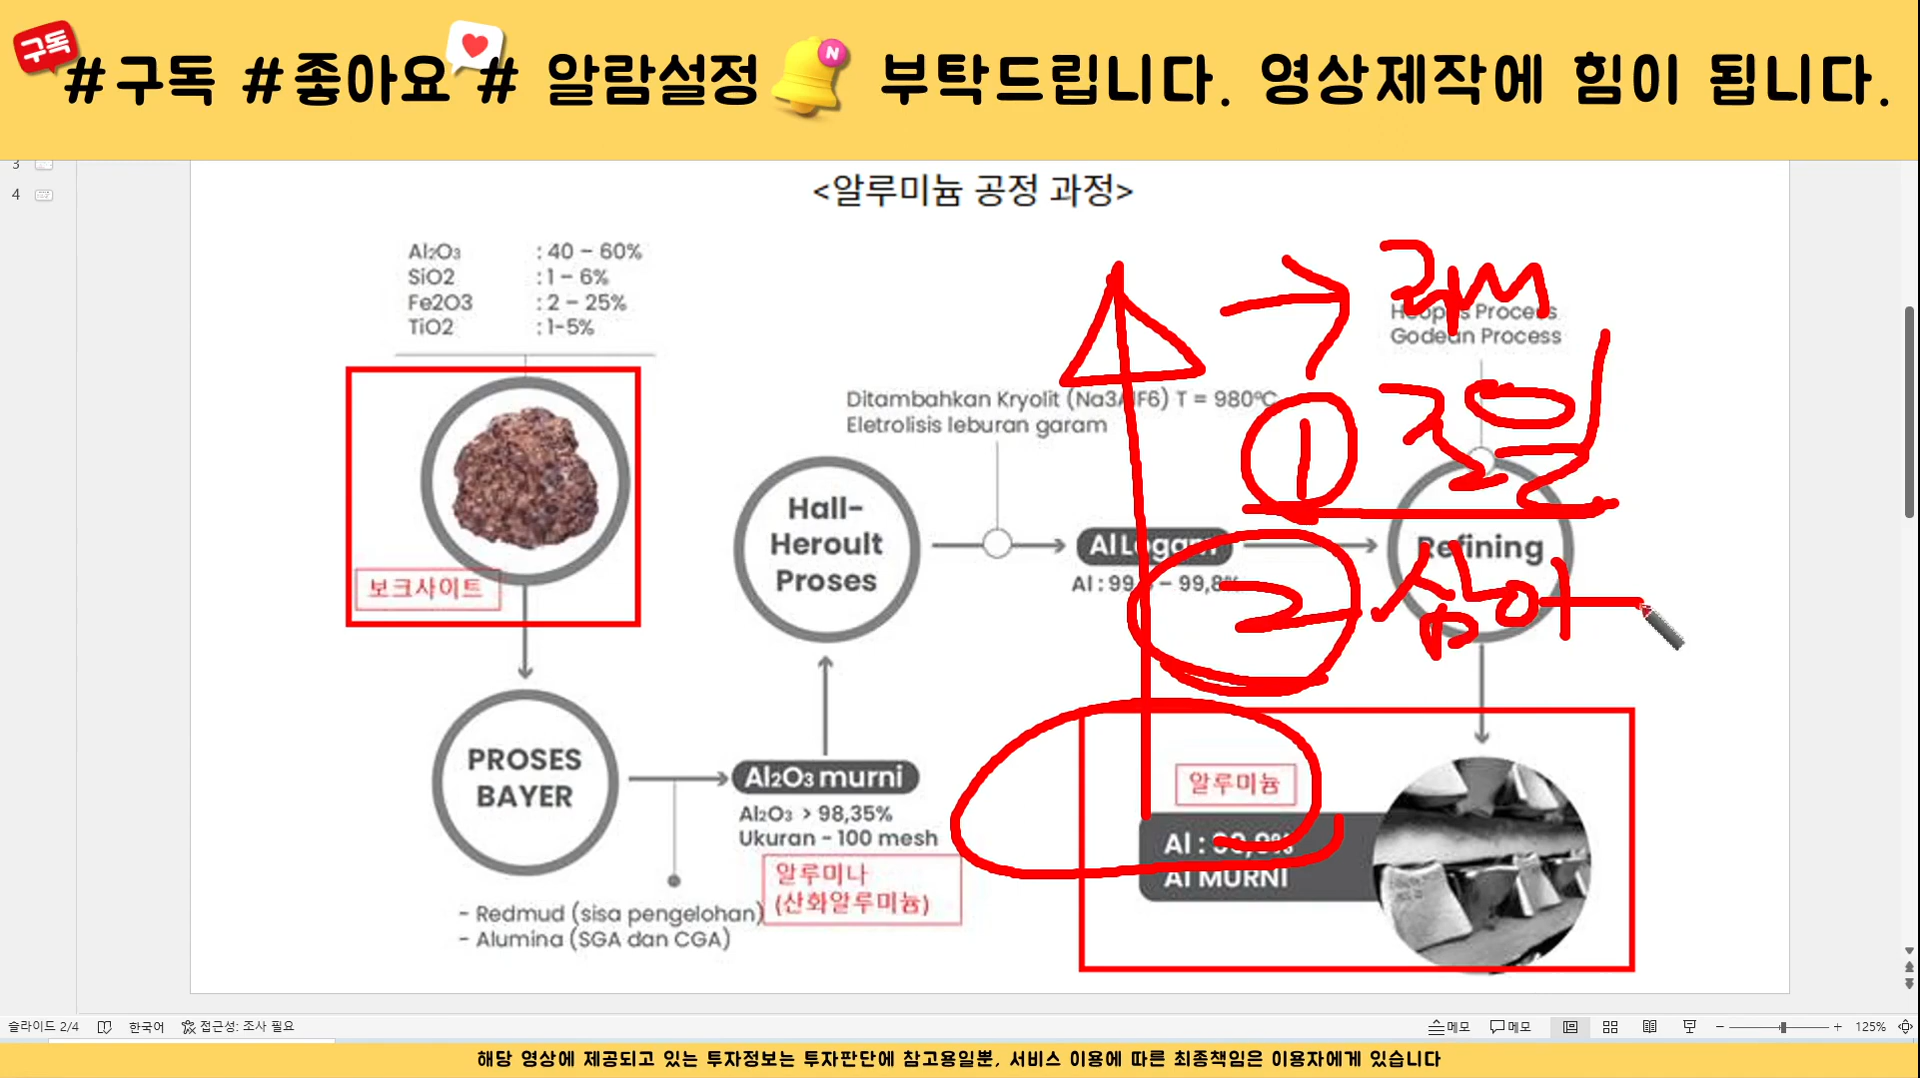 구독
#구독 #좋아요 # 알람설정 N 부탁드립니다. 영상제작에 힘이 됩니다.
3
4
<알루미늄 공정 과정>
Al2O3 : 40 – 60%
SiO2 : 1 – 6%
Fe2O3 : 2 – 25%
TiO2 : 1-5%
보크사이트
PROSES
BAYER
- Redmud (sisa pengelohan)
- Alumina (SGA dan CGA)
Al2O3 murni
Al2O3 > 98,35%
Ukuran - 100 mesh
알루미나
(산화알루미늄)
Hall-
Heroult
Proses
Ditambahkan Kryolit (Na3AlF6) T = 980°C
Eletrolisis leburan garam
Al Logam
Al : 99, – 99,8%
Process
Godean Process
Refining
①
②
알루미늄
Al : 99,9%
Al MURNI
슬라이드 2/4 한국어 접근성: 조사 필요
메모 메모 125%
해당 영상에 제공되고 있는 투자정보는 투자판단에 참고용일뿐, 서비스 이용에 따른 최종책임은 이용자에게 있습니다